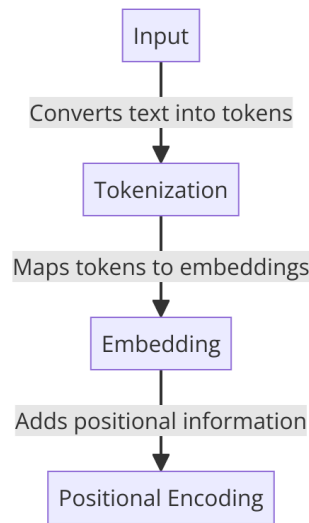 Input
Converts text into tokens
Tokenization
Maps tokens to embeddings
Embedding
Adds positional information
Positional Encoding